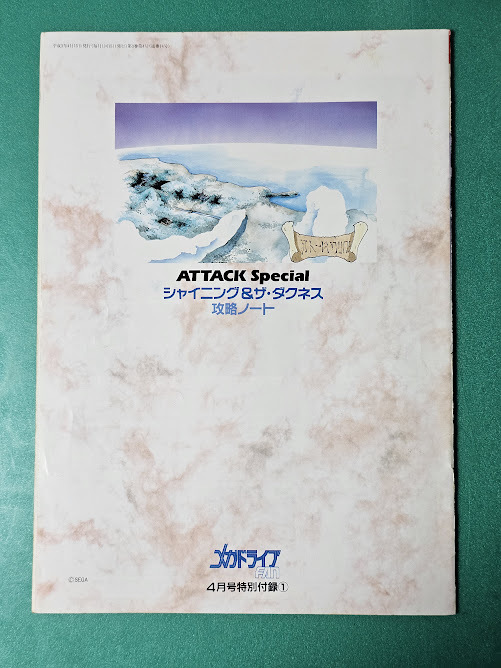 ATTACK Special
シャイニング&ザ・ダクネス
攻略ノート
メガドライブ
FAN
4月号特別付録①
©SEGA